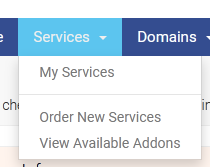 Services Domains
My Services
Order New Services
View Available Addons